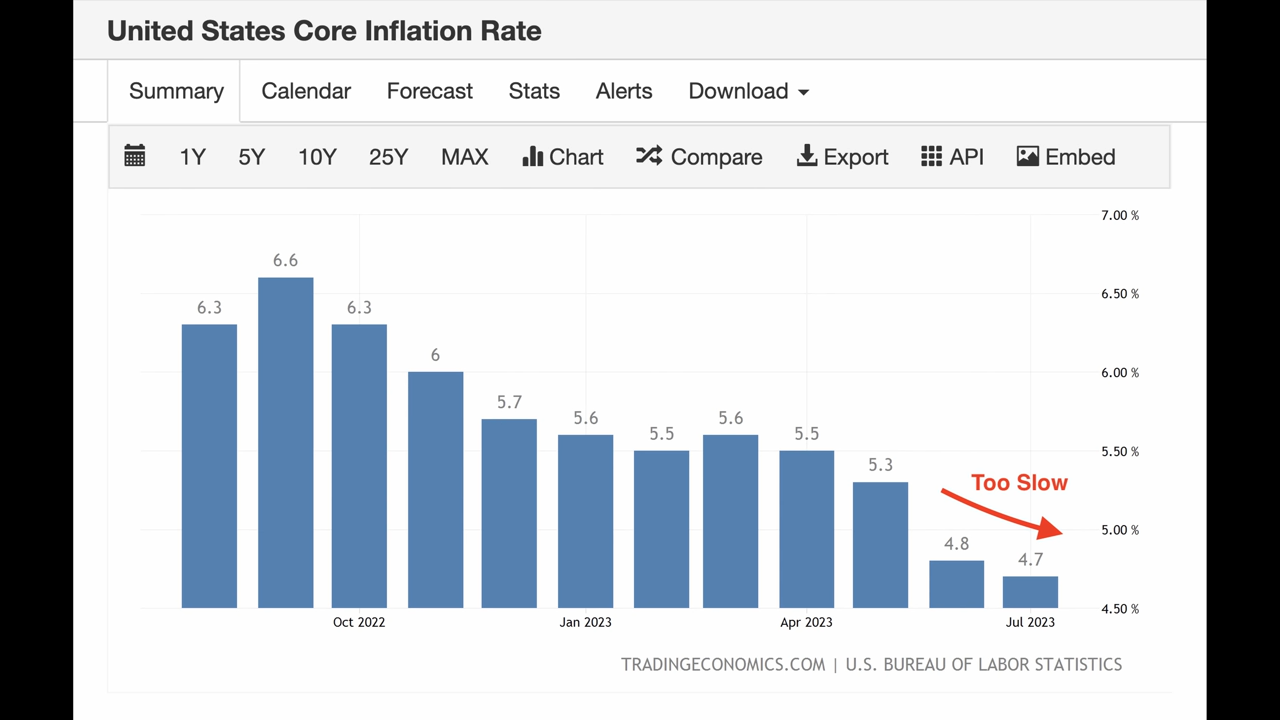 United States Core Inflation Rate
Summary Calendar Forecast Stats Alerts Download
1Y 5Y 10Y 25Y MAX Chart Compare Export API Embed
7.00 %
6.6
6.50 %
6.3 6.3
6.00 %
6
5.7
5.6 5.5 5.6 5.5
5.50 %
5.3
Too Slow
5.00 %
4.8
4.7
4.50 %
Oct 2022 Jan 2023 Apr 2023 Jul 2023
TRADINGECONOMICS.COM | U.S. BUREAU OF LABOR STATISTICS